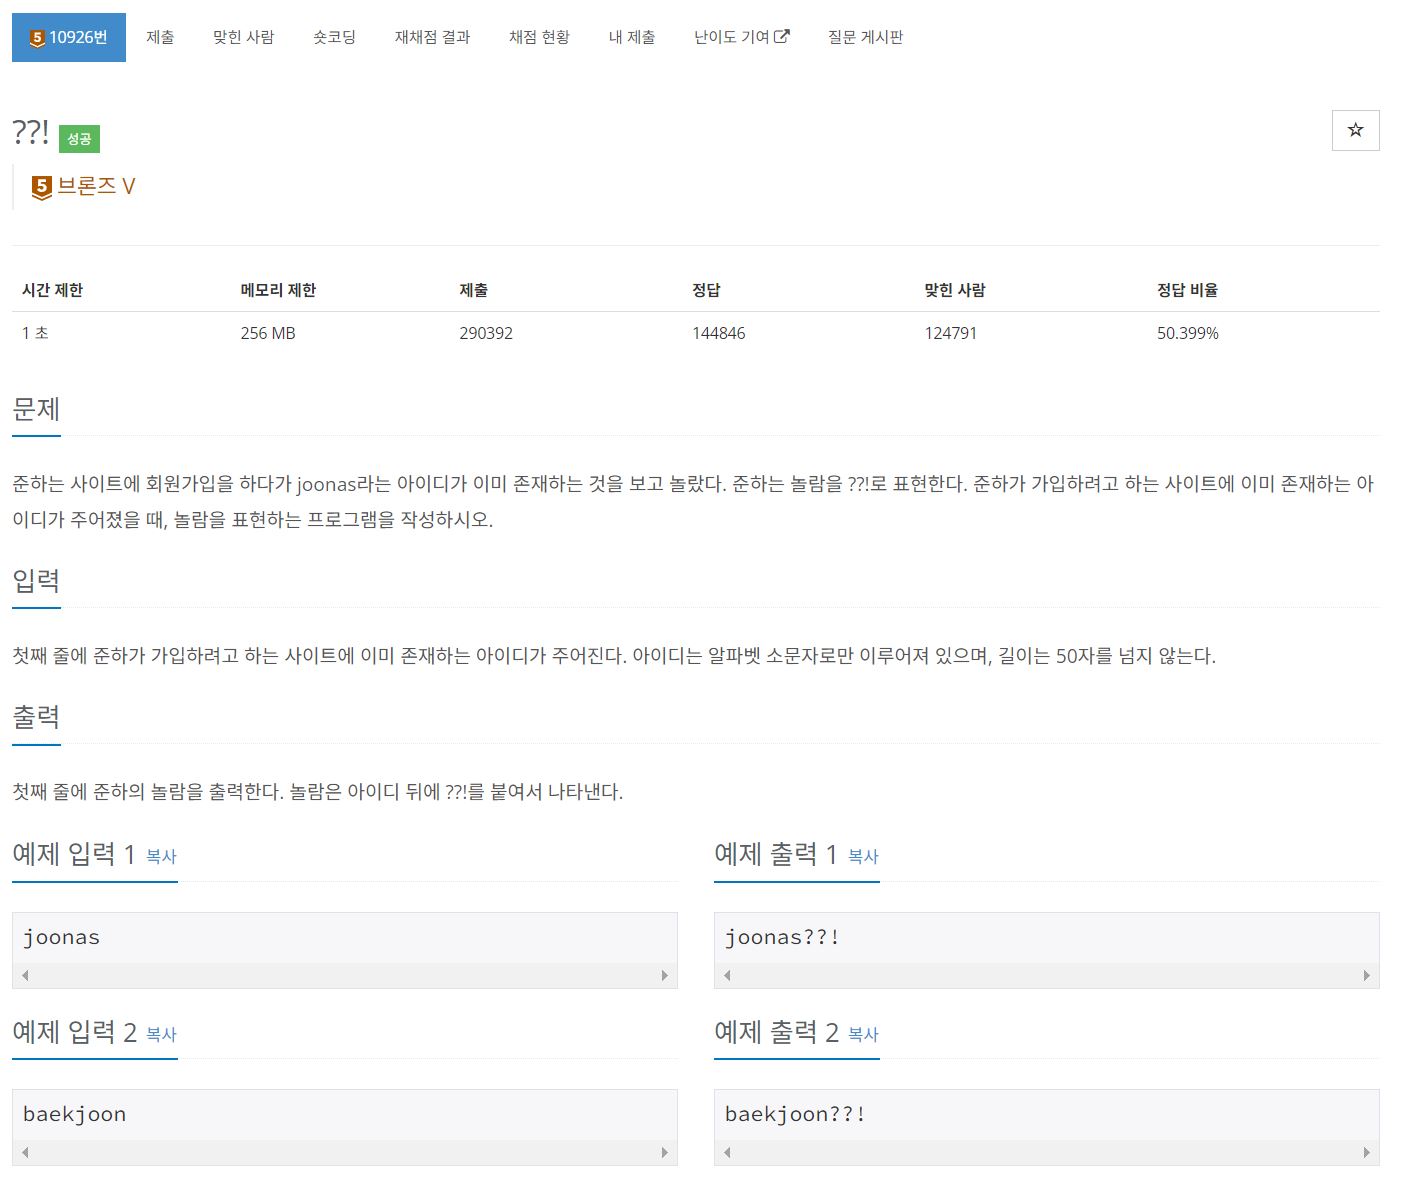 5 10926번 제출 맞힌 사람 숏코딩 재채점 결과 채점 현황 내 제출 난이도 기여 질문 게시판
??! 성공
5 브론즈 V
시간 제한 메모리 제한 제출 정답 맞힌 사람 정답 비율
1 초 256 MB 290392 144846 124791 50.399%
문제
준하는 사이트에 회원가입을 하다가 joonas라는 아이디가 이미 존재하는 것을 보고 놀랐다. 준하는 놀람을 ??!로 표현한다. 준하가 가입하려고 하는 사이트에 이미 존재하는 아
이디가 주어졌을 때, 놀람을 표현하는 프로그램을 작성하시오.
입력
첫째 줄에 준하가 가입하려고 하는 사이트에 이미 존재하는 아이디가 주어진다. 아이디는 알파벳 소문자로만 이루어져 있으며, 길이는 50자를 넘지 않는다.
출력
첫째 줄에 준하의 놀람을 출력한다. 놀람은 아이디 뒤에 ??!를 붙여서 나타낸다.
예제 입력 1 복사
joonas
예제 출력 1 복사
joonas??!
예제 입력 2 복사
baekjoon
예제 출력 2 복사
baekjoon??!